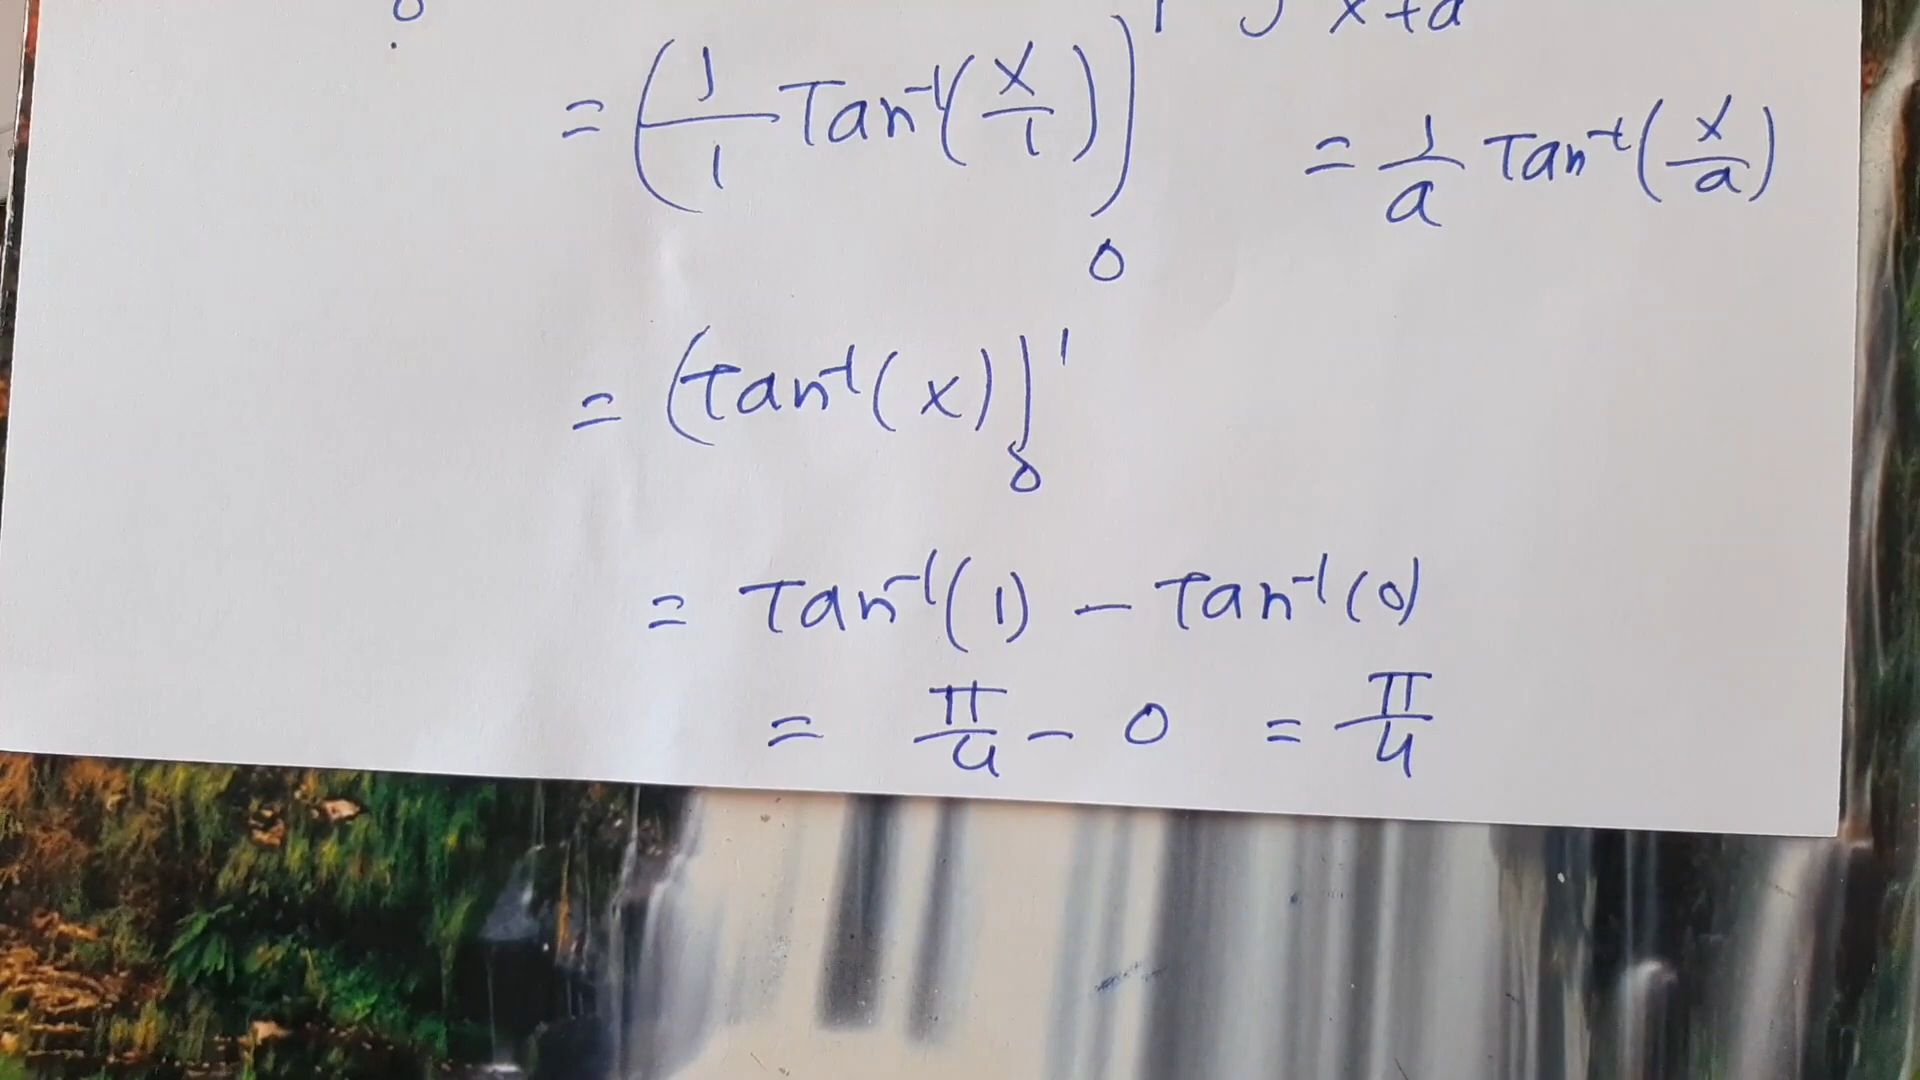 = (1/1 Tan⁻¹(x/1))₀¹
= 1/a Tan⁻¹(x/a)
= (Tan⁻¹(x))₀¹
= Tan⁻¹(1) − Tan⁻¹(0)
= π/4 − 0 = π/4